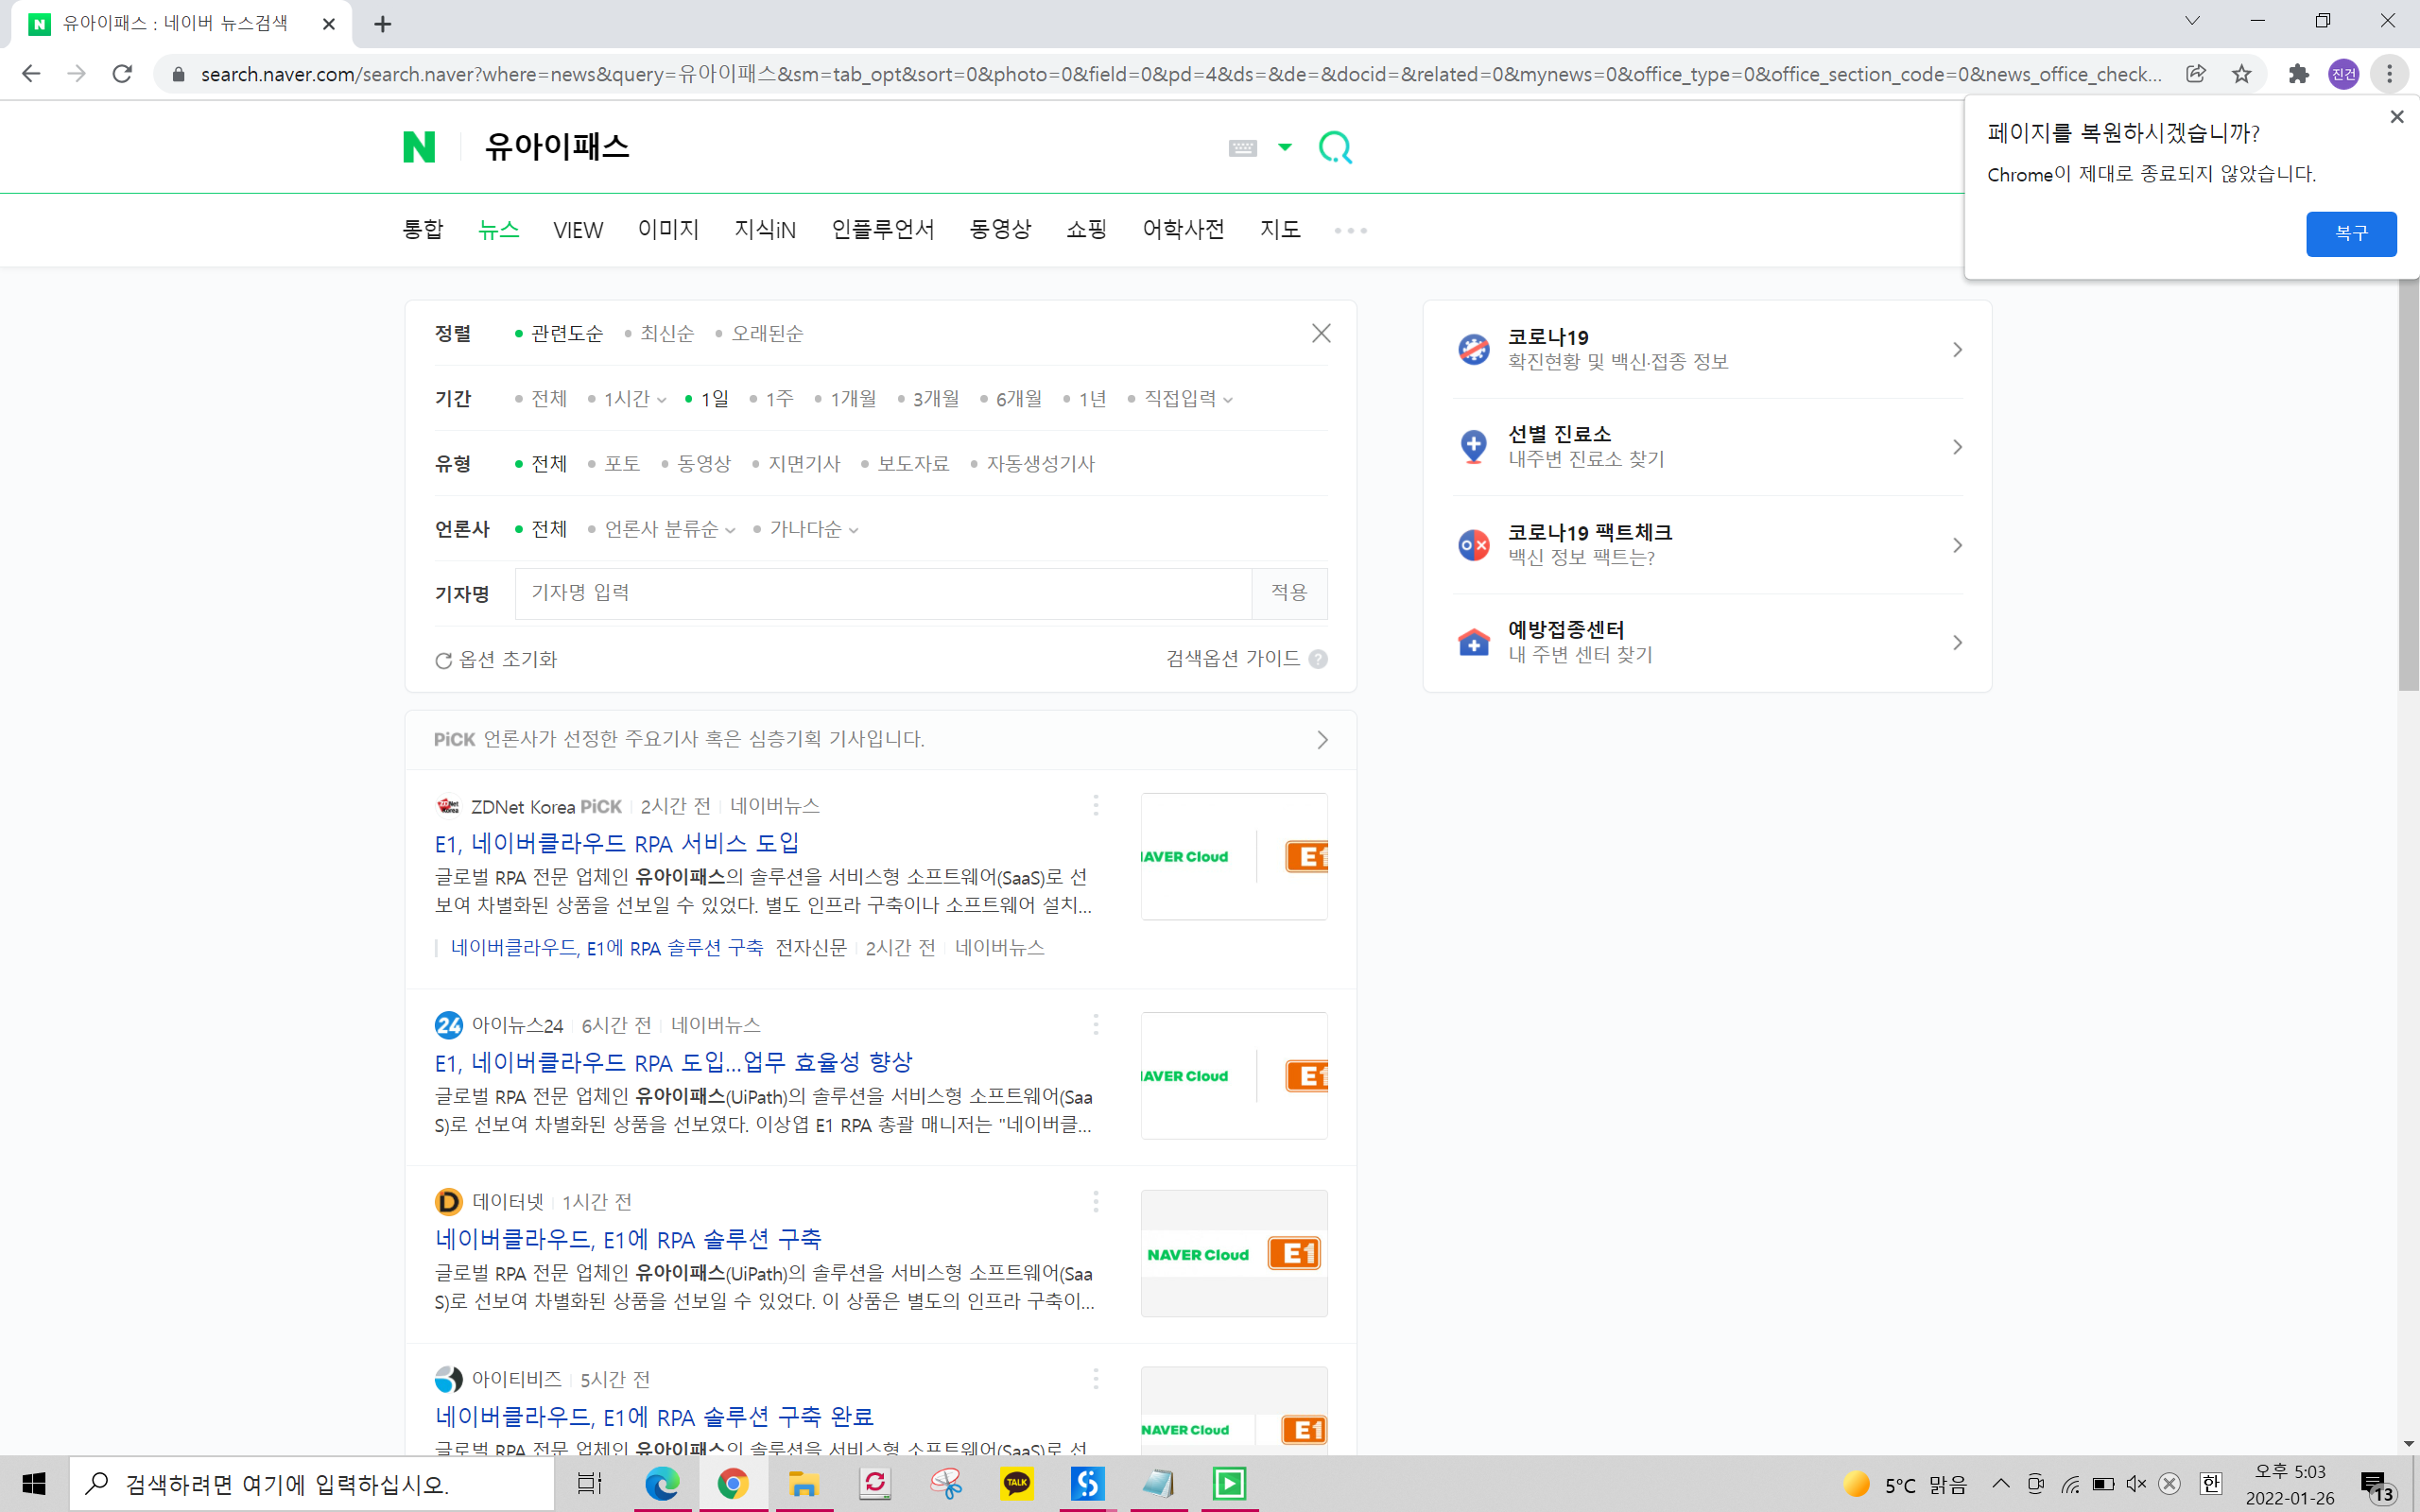 유아이패스 : 네이버 뉴스검색
search.naver.com/search.naver?where=news&query=유아이패스&sm=tab_opt&sort=0&photo=0&field=0&pd=4&ds=&de=&docid=&related=0&mynews=0&office_type=0&office_section_code=0&news_office_check...
진건
페이지를 복원하시겠습니까?
Chrome이 제대로 종료되지 않았습니다.
복구
N 유아이패스
통합 뉴스 VIEW 이미지 지식iN 인플루언서 동영상 쇼핑 어학사전 지도
정렬 관련도순 최신순 오래된순
기간 전체 1시간 1일 1주 1개월 3개월 6개월 1년 직접입력
유형 전체 포토 동영상 지면기사 보도자료 자동생성기사
언론사 전체 언론사 분류순 가나다순
기자명 기자명 입력 적용
옵션 초기화 검색옵션 가이드 ?
코로나19
확진현황 및 백신·접종 정보
선별 진료소
내주변 진료소 찾기
코로나19 팩트체크
백신 정보 팩트는?
예방접종센터
내 주변 센터 찾기
PiCK 언론사가 선정한 주요기사 혹은 심층기획 기사입니다.
ZDNet Korea PiCK 2시간 전 네이버뉴스
E1, 네이버클라우드 RPA 서비스 도입
글로벌 RPA 전문 업체인 유아이패스의 솔루션을 서비스형 소프트웨어(SaaS)로 선
보여 차별화된 상품을 선보일 수 있었다. 별도 인프라 구축이나 소프트웨어 설치...
AVER Cloud E1
네이버클라우드, E1에 RPA 솔루션 구축 전자신문 2시간 전 네이버뉴스
24 아이뉴스24 6시간 전 네이버뉴스
E1, 네이버클라우드 RPA 도입...업무 효율성 향상
글로벌 RPA 전문 업체인 유아이패스(UiPath)의 솔루션을 서비스형 소프트웨어(Saa
S)로 선보여 차별화된 상품을 선보였다. 이상엽 E1 RPA 총괄 매니저는 "네이버클...
AVER Cloud E1
D 데이터넷 1시간 전
네이버클라우드, E1에 RPA 솔루션 구축
글로벌 RPA 전문 업체인 유아이패스(UiPath)의 솔루션을 서비스형 소프트웨어(Saa
S)로 선보여 차별화된 상품을 선보일 수 있었다. 이 상품은 별도의 인프라 구축이...
NAVER Cloud E1
아이티비즈 5시간 전
네이버클라우드, E1에 RPA 솔루션 구축 완료
글로벌 RPA 전문 업체인 유아이패스의 솔루션을 서비스형 소프트웨어(SaaS)로 선
NAVER Cloud E1
검색하려면 여기에 입력하십시오.
TALK
5°C 맑음
한
오후 5:03
2022-01-26
13